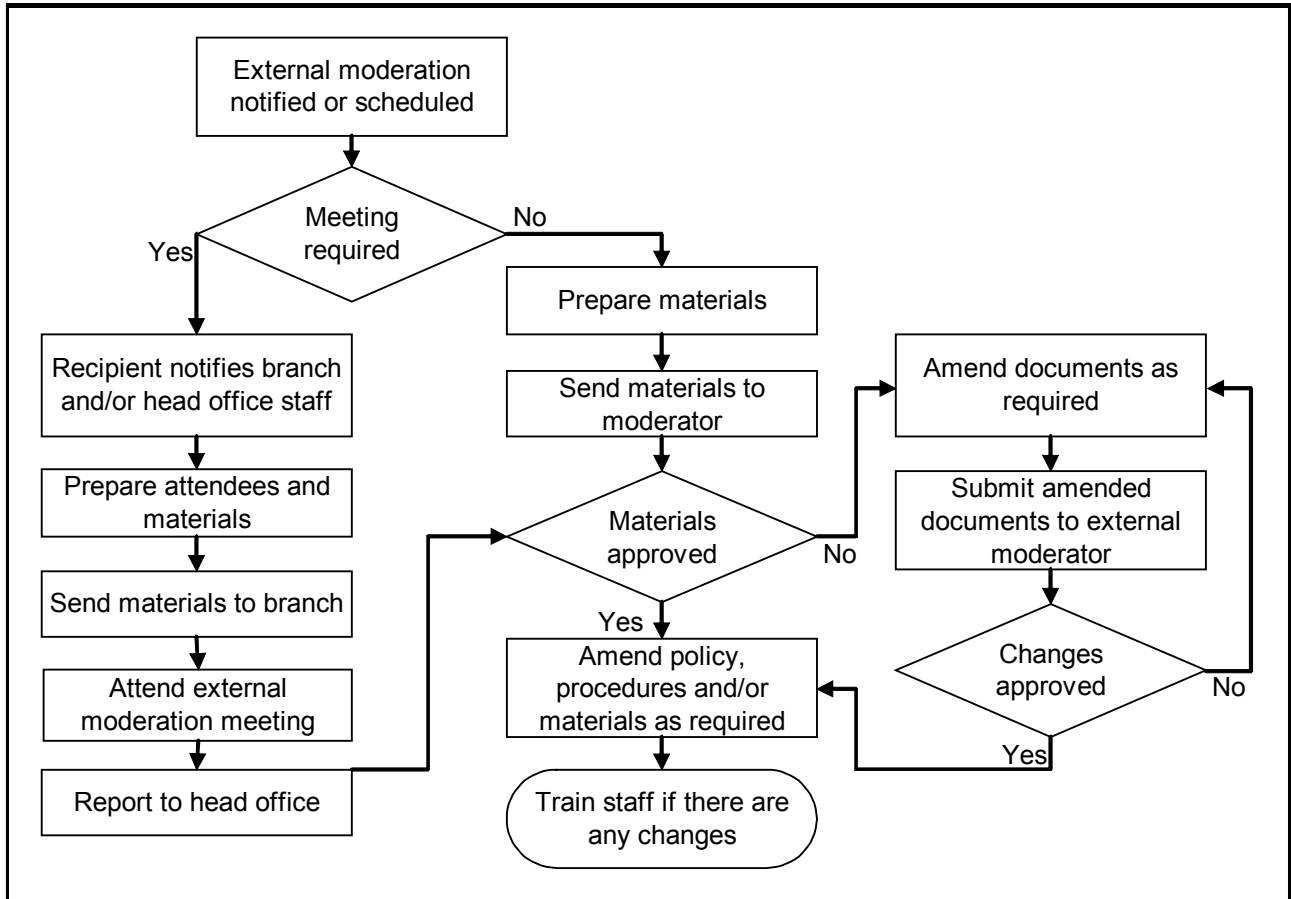 External moderation
notified or scheduled
Meeting
required
Yes
No
Recipient notifies branch
and/or head office staff
Prepare attendees and
materials
Send materials to branch
Attend external
moderation meeting
Report to head office
Prepare materials
Send materials to
moderator
Materials
approved
No
Yes
Amend policy,
procedures and/or
materials as required
Train staff if there are
any changes
Amend documents as
required
Submit amended
documents to external
moderator
Changes
approved
No
Yes